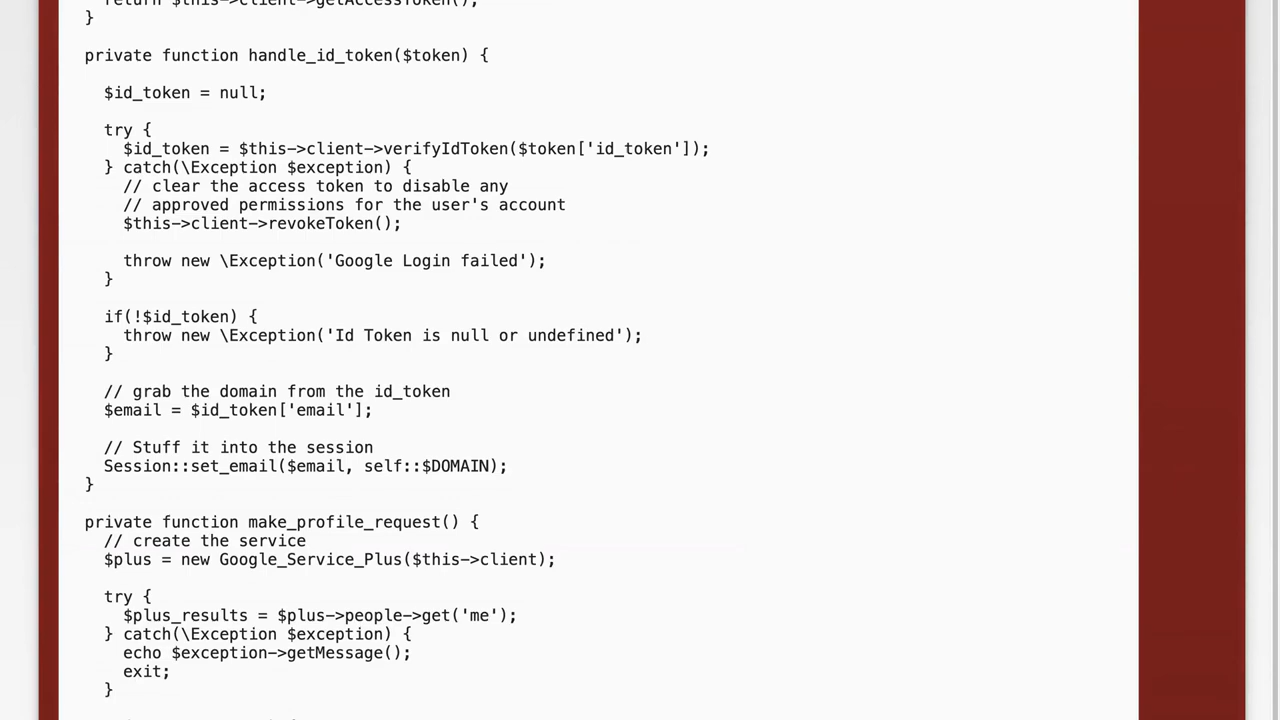 return $this->client->getAccessToken();
}
private function handle_id_token($token) {
$id_token = null;
try {
$id_token = $this->client->verifyIdToken($token['id_token']);
} catch(\Exception $exception) {
// clear the access token to disable any
// approved permissions for the user's account
$this->client->revokeToken();
throw new \Exception('Google Login failed');
}
if(!$id_token) {
throw new \Exception('Id Token is null or undefined');
}
// grab the domain from the id_token
$email = $id_token['email'];
// Stuff it into the session
Session::set_email($email, self::$DOMAIN);
}
private function make_profile_request() {
// create the service
$plus = new Google_Service_Plus($this->client);
try {
$plus_results = $plus->people->get('me');
} catch(\Exception $exception) {
echo $exception->getMessage();
exit;
}